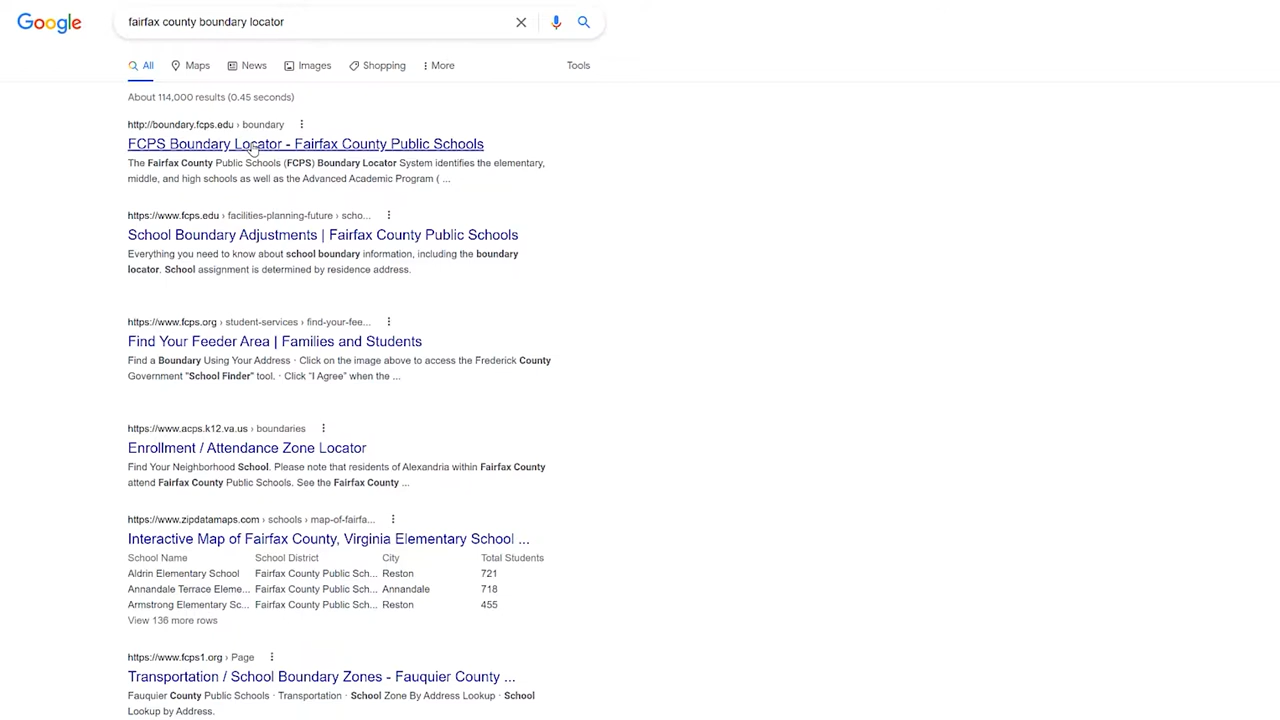 Google
fairfax county boundary locator
All Maps News Images Shopping More Tools
About 114,000 results (0.45 seconds)
http://boundary.fcps.edu › boundary
FCPS Boundary Locator - Fairfax County Public Schools
The Fairfax County Public Schools (FCPS) Boundary Locator System identifies the elementary,
middle, and high schools as well as the Advanced Academic Program ( ...
https://www.fcps.edu › facilities-planning-future › scho...
School Boundary Adjustments | Fairfax County Public Schools
Everything you need to know about school boundary information, including the boundary
locator. School assignment is determined by residence address.
https://www.fcps.org › student-services › find-your-fee...
Find Your Feeder Area | Families and Students
Find a Boundary Using Your Address · Click on the image above to access the Frederick County
Government "School Finder" tool. · Click “I Agree” when the ...
https://www.acps.k12.va.us › boundaries
Enrollment / Attendance Zone Locator
Find Your Neighborhood School. Please note that residents of Alexandria within Fairfax County
attend Fairfax County Public Schools. See the Fairfax County ...
https://www.zipdatamaps.com › schools › map-of-fairfa...
Interactive Map of Fairfax County, Virginia Elementary School ...
School Name School District City Total Students
Aldrin Elementary School Fairfax County Public Sch... Reston 721
Annandale Terrace Eleme... Fairfax County Public Sch... Annandale 718
Armstrong Elementary Sc... Fairfax County Public Sch... Reston 455
View 136 more rows
https://www.fcps1.org › Page
Transportation / School Boundary Zones - Fauquier County ...
Fauquier County Public Schools · Transportation · School Zone By Address Lookup · School
Lookup by Address.